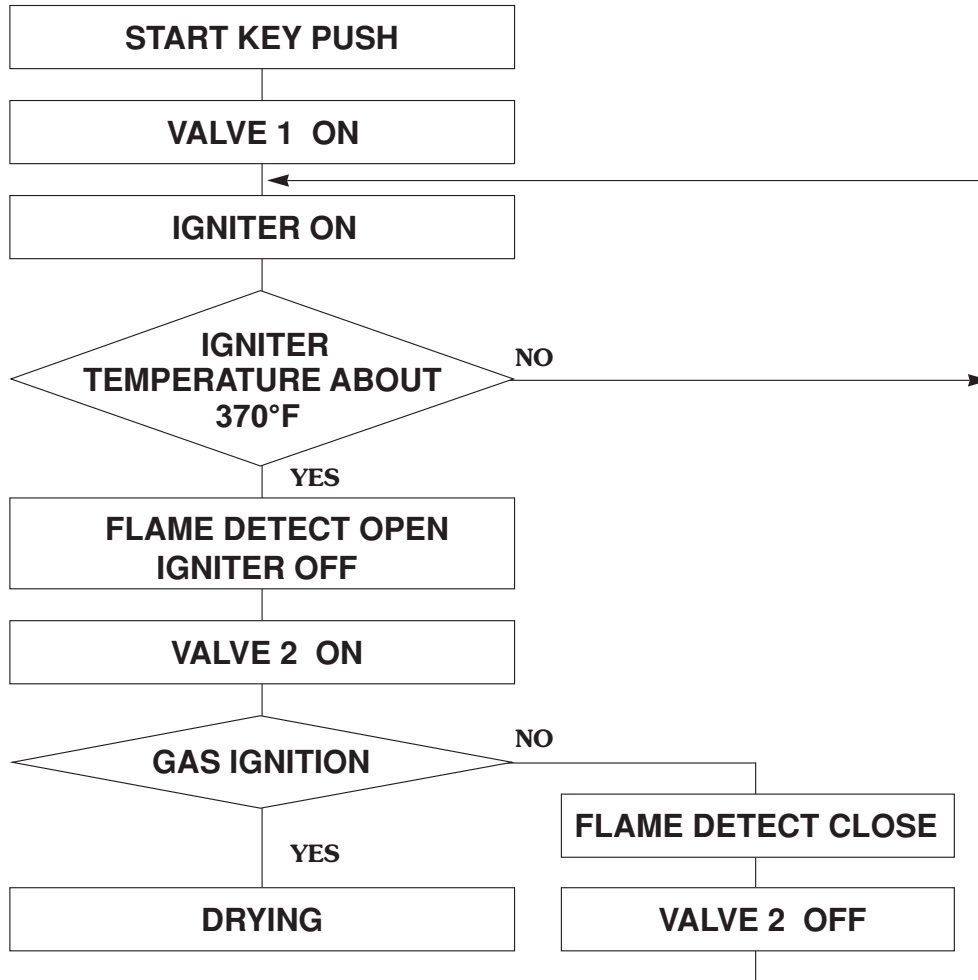 START KEY PUSH
VALVE 1 ON
IGNITER ON
IGNITER
TEMPERATURE ABOUT
370°F
NO
YES
FLAME DETECT OPEN
IGNITER OFF
VALVE 2 ON
GAS IGNITION
NO
FLAME DETECT CLOSE
YES
DRYING
VALVE 2 OFF